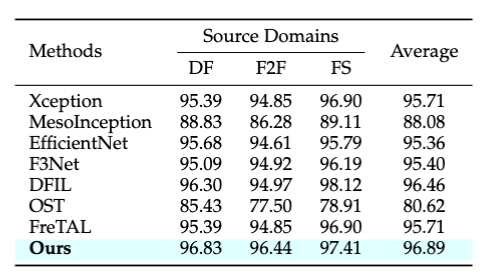 Methods Source Domains Average
DF F2F FS
Xception 95.39 94.85 96.90 95.71
MesoInception 88.83 86.28 89.11 88.08
EfficientNet 95.68 94.61 95.79 95.36
F3Net 95.09 94.92 96.19 95.40
DFIL 96.30 94.97 98.12 96.46
OST 85.43 77.50 78.91 80.62
FreTAL 95.39 94.85 96.90 95.71
Ours 96.83 96.44 97.41 96.89